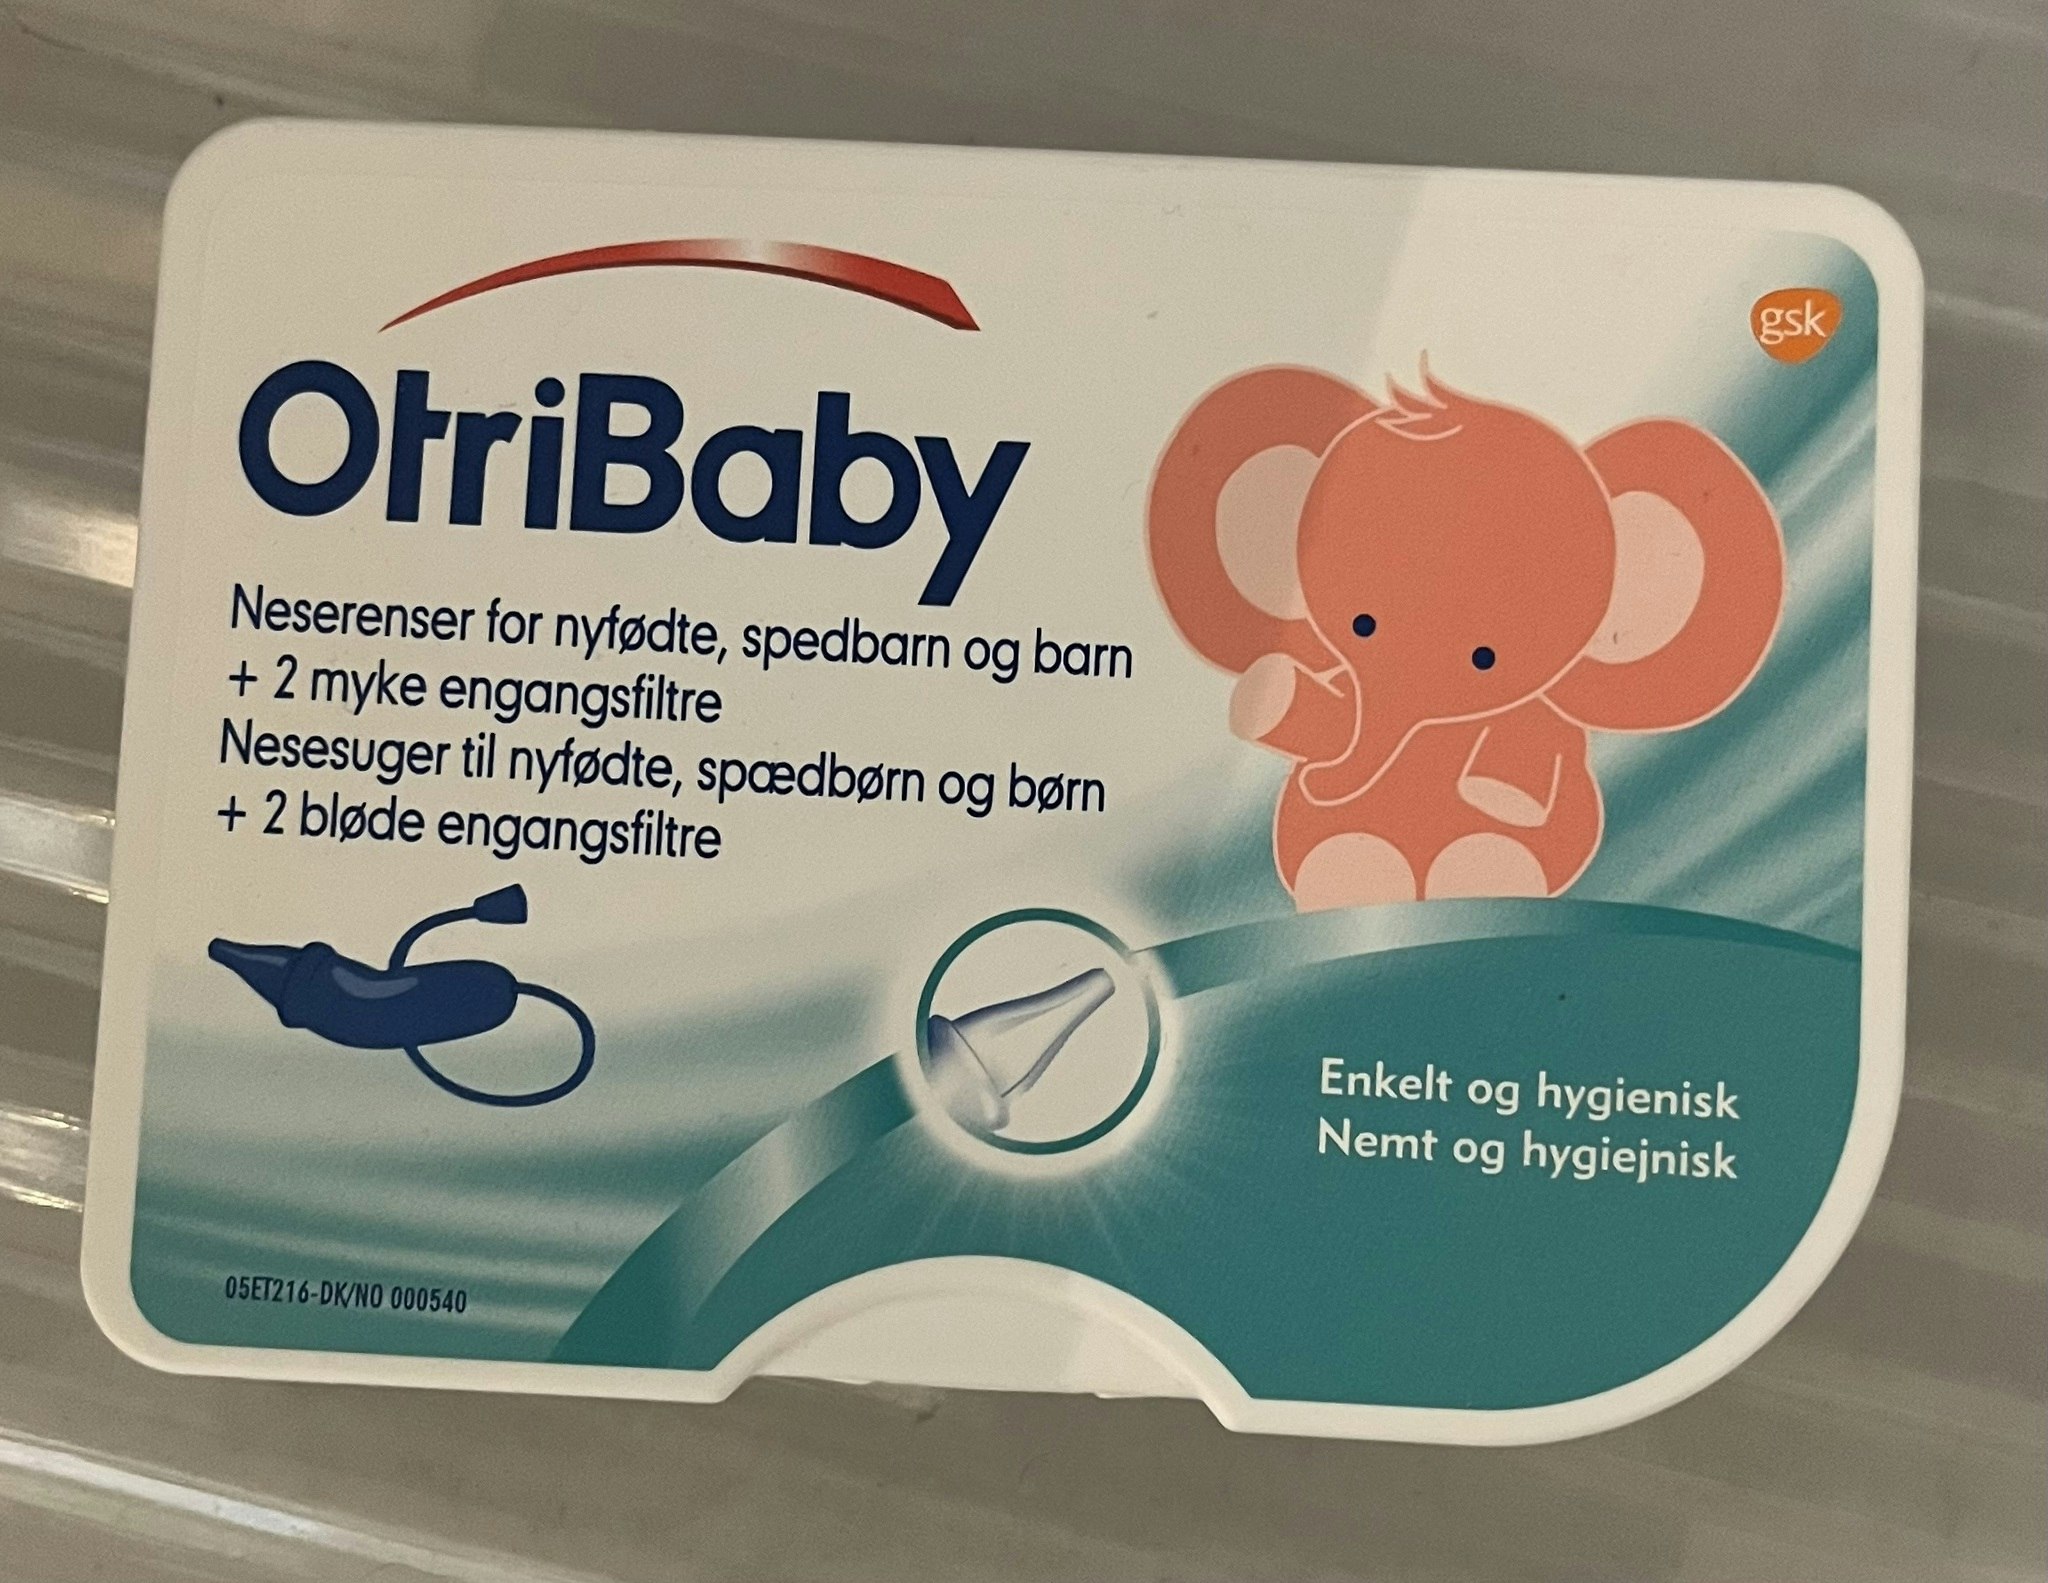 gsk
OtriBaby
Neserenser for nyfødte, spedbarn og barn
+ 2 myke engangsfiltre
Nesesuger til nyfødte, spædbørn og børn
+ 2 bløde engangsfiltre
Enkelt og hygienisk
Nemt og hygiejnisk
05ET216-DK/NO 000540